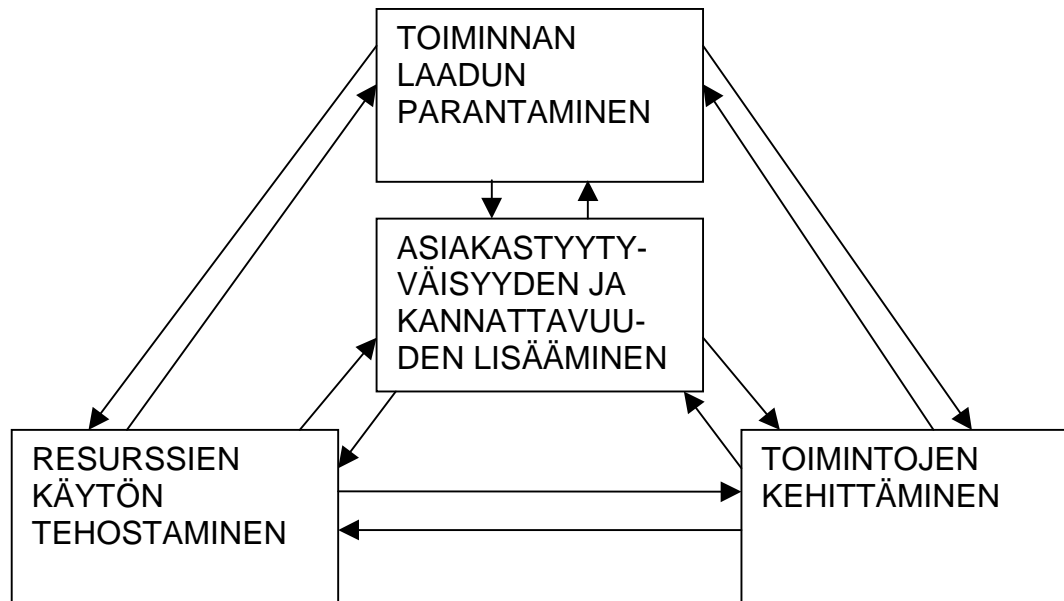 TOIMINNAN
LAADUN
PARANTAMINEN
ASIAKASTYYTY-
VÄISYYDEN JA
KANNATTAVUU-
DEN LISÄÄMINEN
RESURSSIEN
KÄYTÖN
TEHOSTAMINEN
TOIMINTOJEN
KEHITTÄMINEN